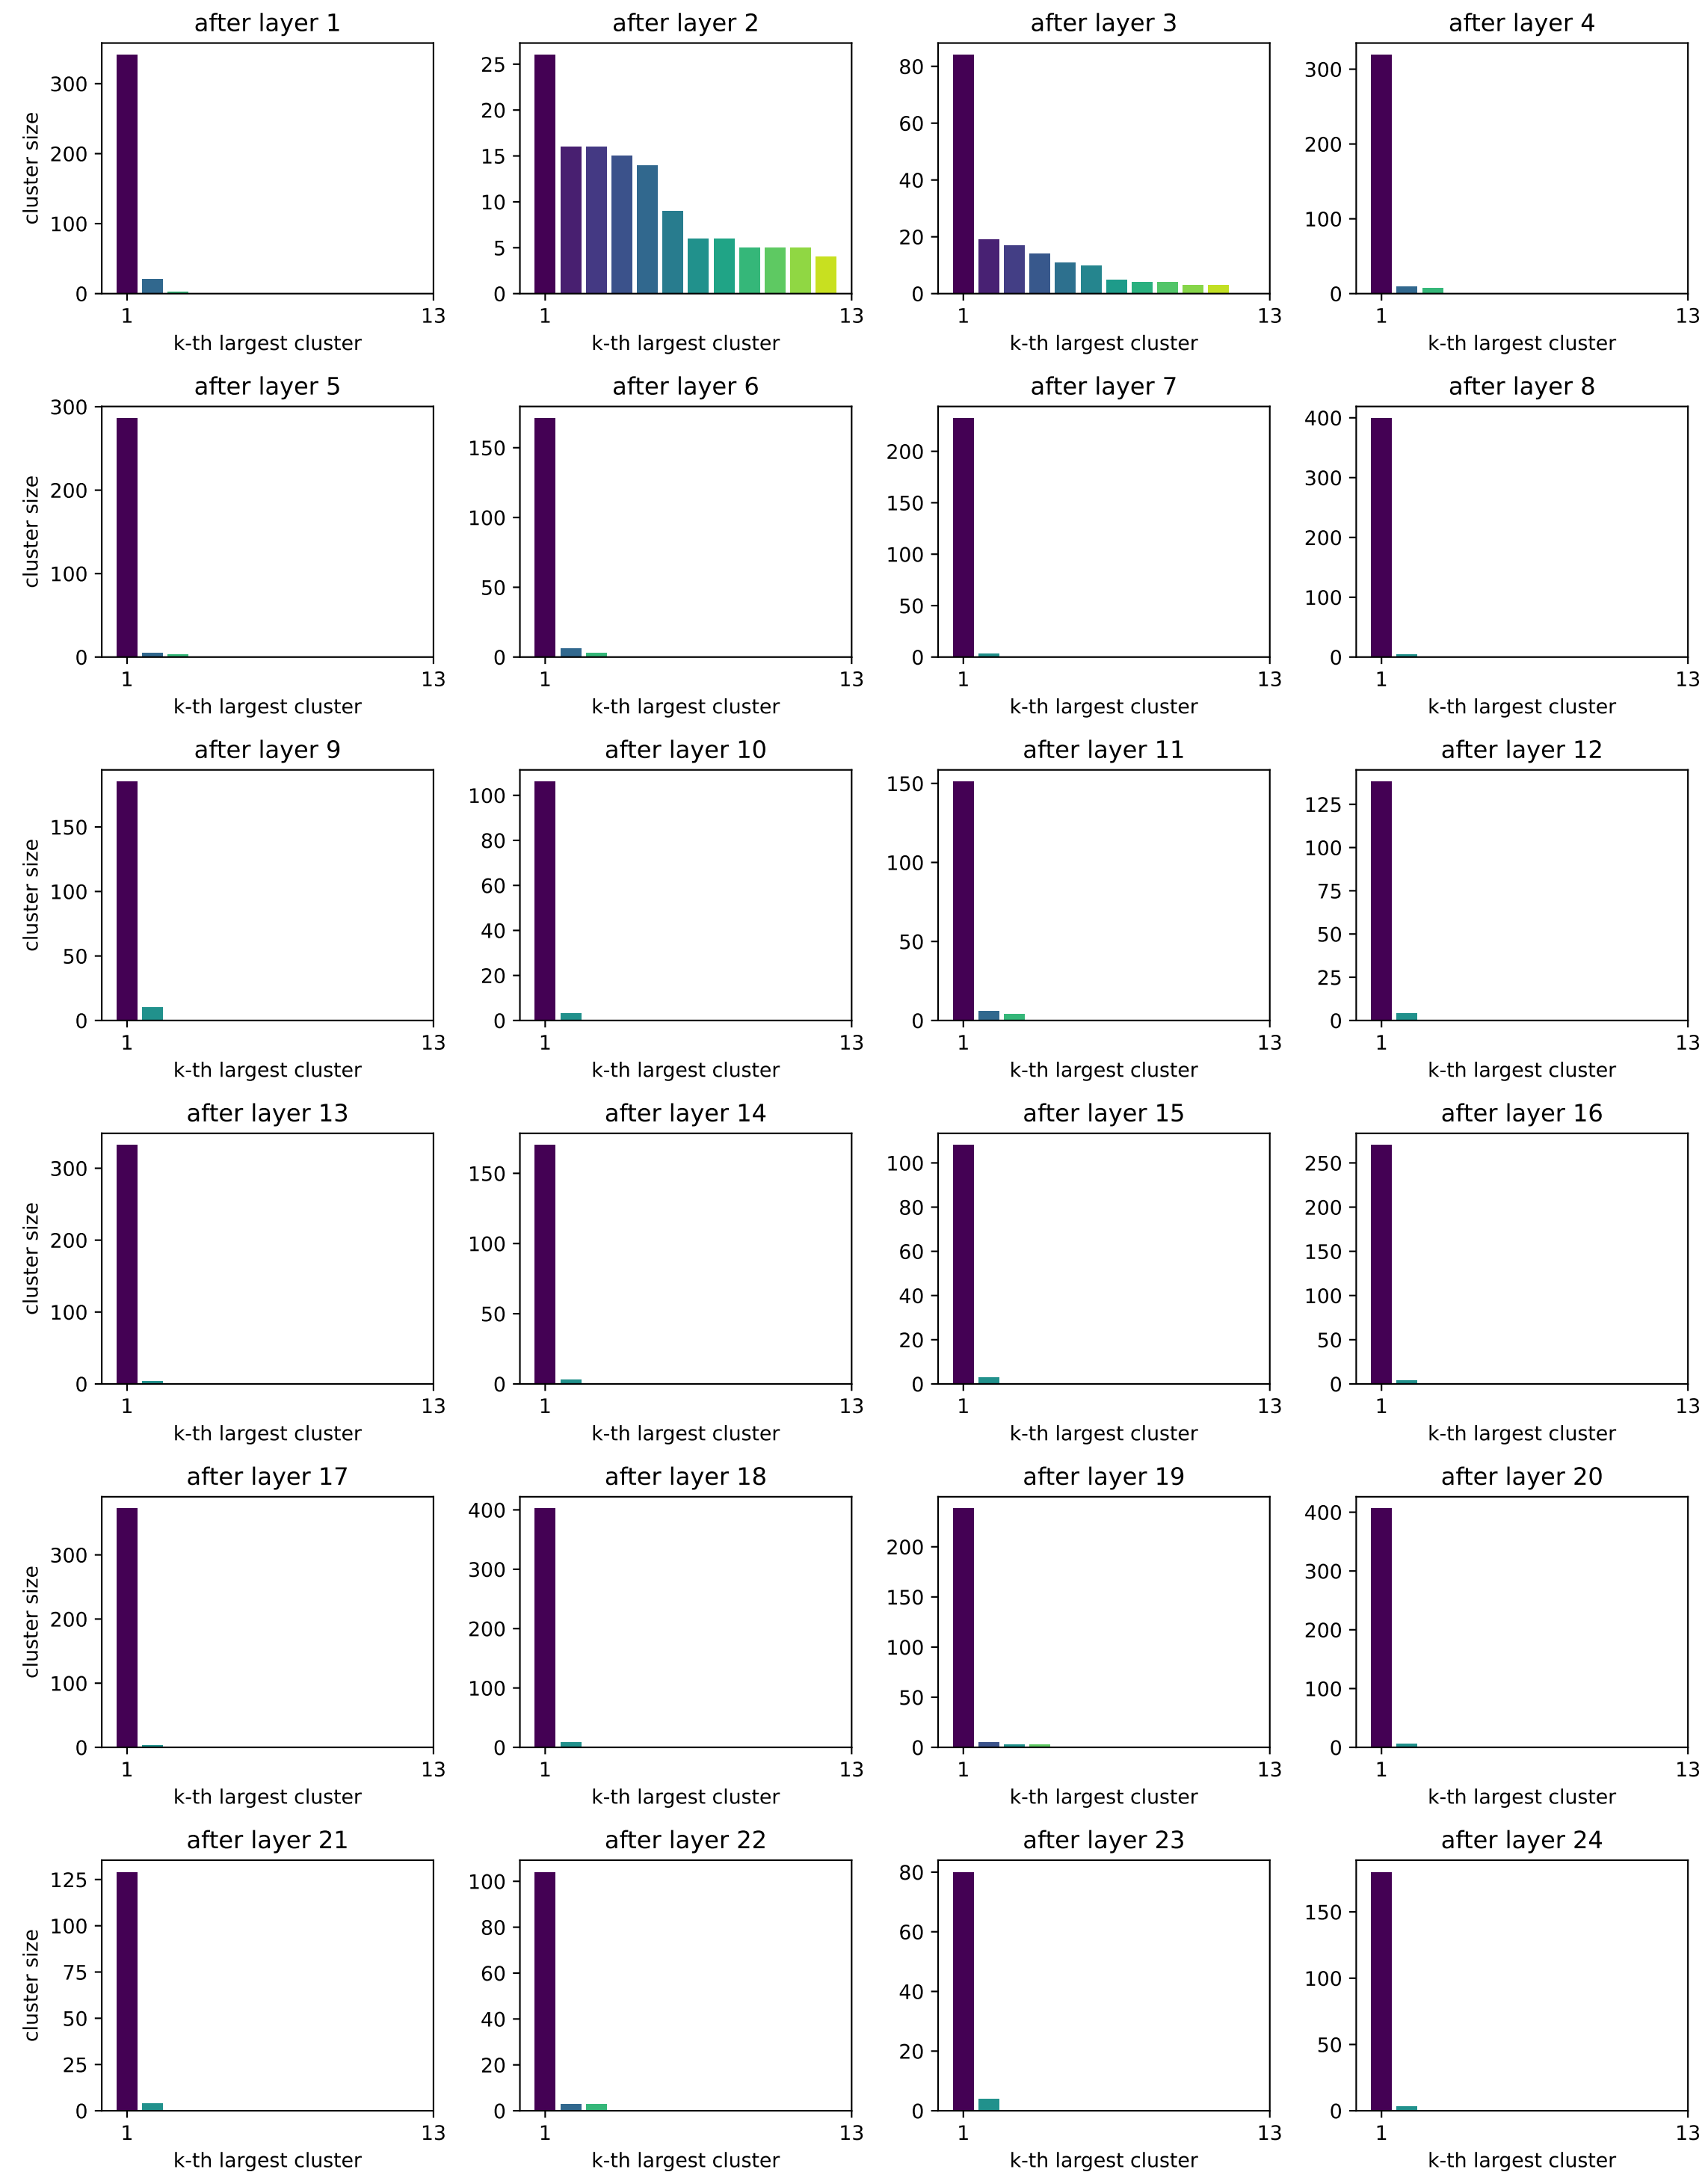 after layer 1
after layer 2
after layer 3
after layer 4
cluster size
300
200
100
0
25
20
15
10
5
0
80
60
40
20
0
300
200
100
0
1 13
1 13
1 13
1 13
k-th largest cluster
k-th largest cluster
k-th largest cluster
k-th largest cluster
after layer 5
after layer 6
after layer 7
after layer 8
cluster size
300
200
100
0
150
100
50
0
200
150
100
50
0
400
300
200
100
0
1 13
1 13
1 13
1 13
k-th largest cluster
k-th largest cluster
k-th largest cluster
k-th largest cluster
after layer 9
after layer 10
after layer 11
after layer 12
cluster size
150
100
50
0
100
80
60
40
20
0
150
100
50
0
125
100
75
50
25
0
1 13
1 13
1 13
1 13
k-th largest cluster
k-th largest cluster
k-th largest cluster
k-th largest cluster
after layer 13
after layer 14
after layer 15
after layer 16
cluster size
300
200
100
0
150
100
50
0
100
80
60
40
20
0
250
200
150
100
50
0
1 13
1 13
1 13
1 13
k-th largest cluster
k-th largest cluster
k-th largest cluster
k-th largest cluster
after layer 17
after layer 18
after layer 19
after layer 20
cluster size
300
200
100
0
400
300
200
100
0
200
150
100
50
0
400
300
200
100
0
1 13
1 13
1 13
1 13
k-th largest cluster
k-th largest cluster
k-th largest cluster
k-th largest cluster
after layer 21
after layer 22
after layer 23
after layer 24
cluster size
125
100
75
50
25
0
100
80
60
40
20
0
80
60
40
20
0
150
100
50
0
1 13
1 13
1 13
1 13
k-th largest cluster
k-th largest cluster
k-th largest cluster
k-th largest cluster